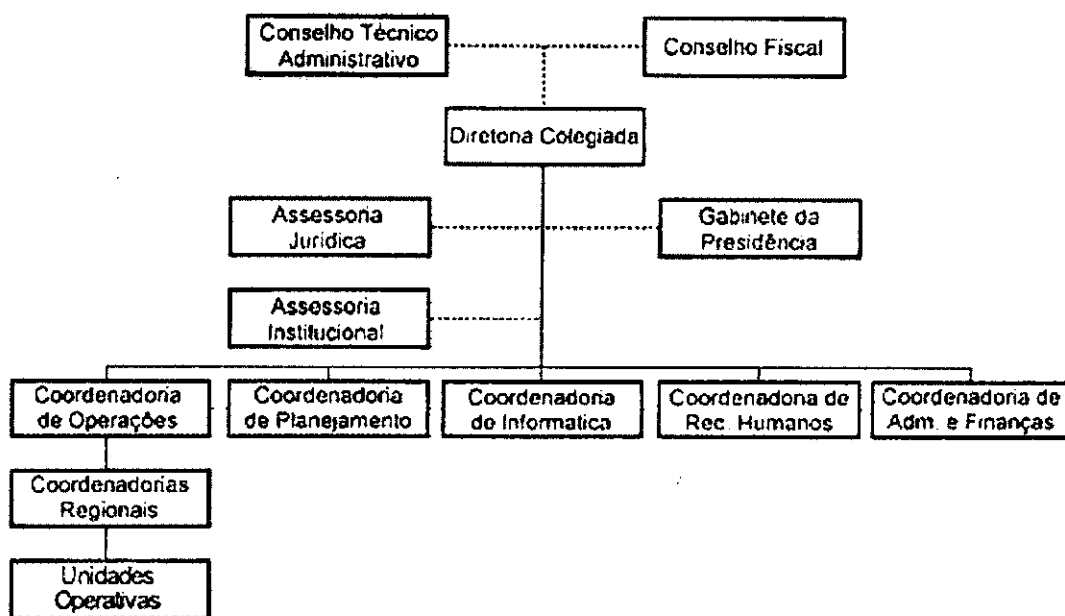 Conselho Técnico
Administrativo
Conselho Fiscal
Diretona Colegiada
Assessoria
Jurídica
Gabinete da
Presidência
Assessoria
Institucional
Coordenadoria
de Operações
Coordenadoria
de Planejamento
Coordenadoria
de Informatica
Coordenadona de
Rec. Humanos
Coordenadoria de
Adm. e Finanças
Coordenadorias
Regionais
Unidades
Operativas